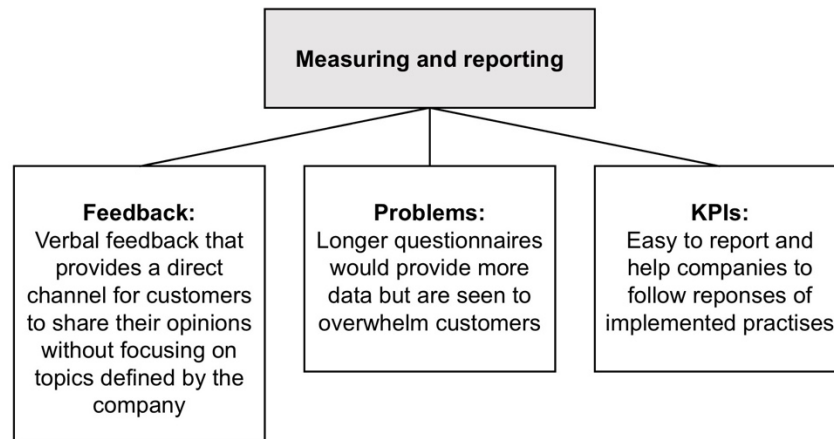 Measuring and reporting
Feedback:
Verbal feedback that
provides a direct
channel for customers
to share their opinions
without focusing on
topics defined by the
company
Problems:
Longer questionnaires
would provide more
data but are seen to
overwhelm customers
KPIs:
Easy to report and
help companies to
follow reponses of
implemented practises